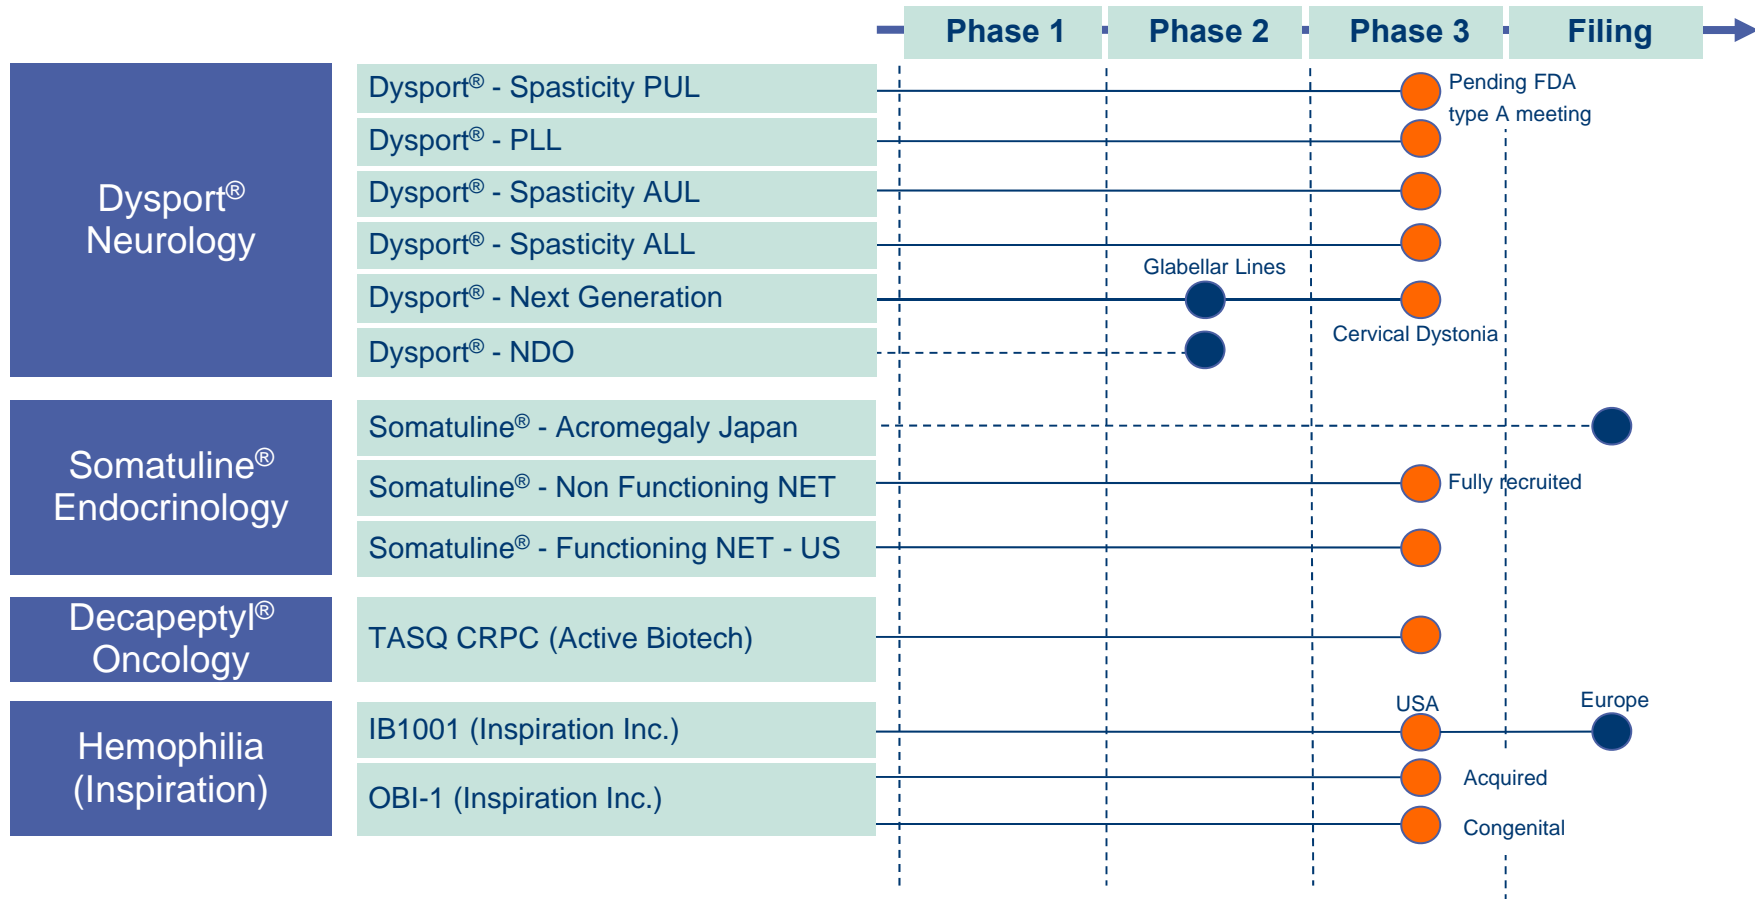 Phase 1
Phase 2
Phase 3
Filing
Dysport®
Neurology
Dysport® - Spasticity PUL
Pending FDA
type A meeting
Dysport® - PLL
Dysport® - Spasticity AUL
Dysport® - Spasticity ALL
Glabellar Lines
Dysport® - Next Generation
Cervical Dystonia
Dysport® - NDO
Somatuline®
Endocrinology
Somatuline® - Acromegaly Japan
Somatuline® - Non Functioning NET
Fully recruited
Somatuline® - Functioning NET - US
Decapeptyl®
Oncology
TASQ CRPC (Active Biotech)
Hemophilia
(Inspiration)
IB1001 (Inspiration Inc.)
USA
Europe
OBI-1 (Inspiration Inc.)
Acquired
Congenital